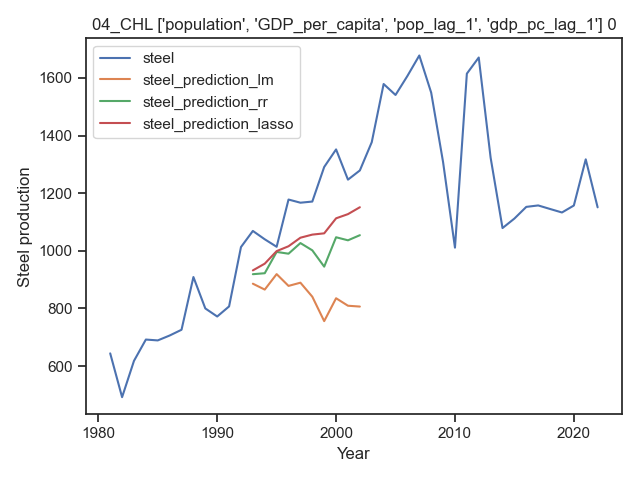 04_CHL ['population', 'GDP_per_capita', 'pop_lag_1', 'gdp_pc_lag_1'] 0
steel
steel_prediction_lm
steel_prediction_rr
steel_prediction_lasso
1600
1400
1200
1000
800
600
Steel production
1980
1990
2000
2010
2020
Year